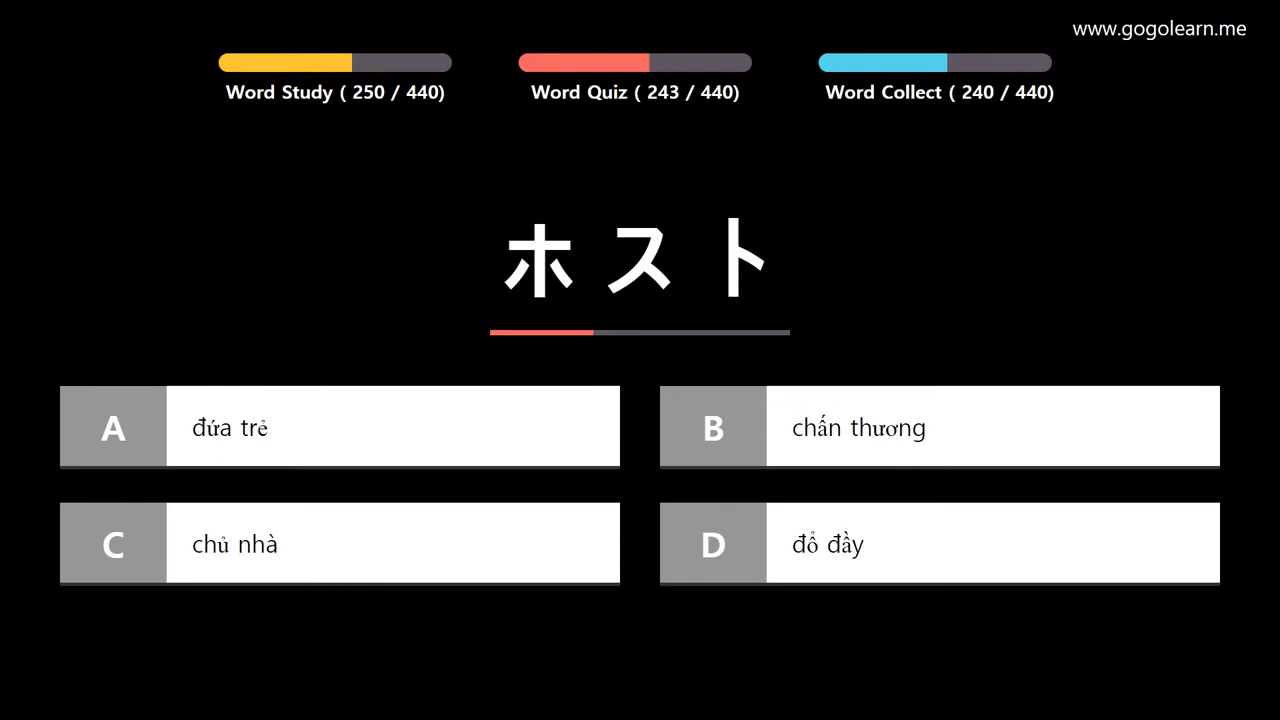 www.gogolearn.me
Word Study ( 250 / 440)
Word Quiz ( 243 / 440)
Word Collect ( 240 / 440)
ホスト
A đứa trẻ
B chấn thương
C chủ nhà
D đổ đầy